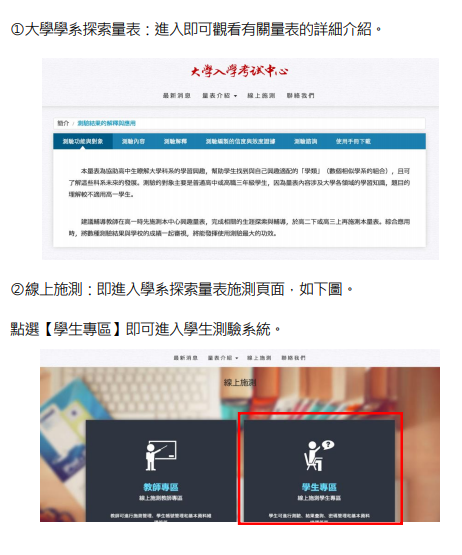 ①大學學系探索量表：進入即可觀看有關量表的詳細介紹。
大學入學考試中心
最新消息 量表介紹 線上施測 聯絡我們
簡介 / 測驗結果的解釋與應用
測驗功能與對象 測驗內容 測驗解釋 測驗編製的信度與效度證據 測驗諮詢 使用手冊下載
本量表為協助高中生瞭解大學科系的學習興趣，幫助學生找到與自己興趣適配的「學類」（數個相似學系的組合），且可
了解這些科系未來的發展。測驗的對象主要是普通高中或高職三年級學生，因為量表內容涉及大學各領域的學習知識，題目的
理解較不適用高一學生。
建議輔導教師在高一時先施測本中心興趣量表，完成相關的生涯探索與輔導，於高二下或高三上再施測本量表。綜合應用
時，將數種測驗結果與學校的成績一起審視，將能發揮使用測驗最大的功效。
②線上施測：即進入學系探索量表施測頁面，如下圖。
點選【學生專區】即可進入學生測驗系統。
最新消息 量表介紹 線上施測 聯絡我們
線上施測
教師專區 學生專區
線上施測教師專區 線上施測學生專區
教師可進行施測管理、學生帳號管理和基本資料維 學生可進行測驗、結果查詢、密碼管理和基本資料